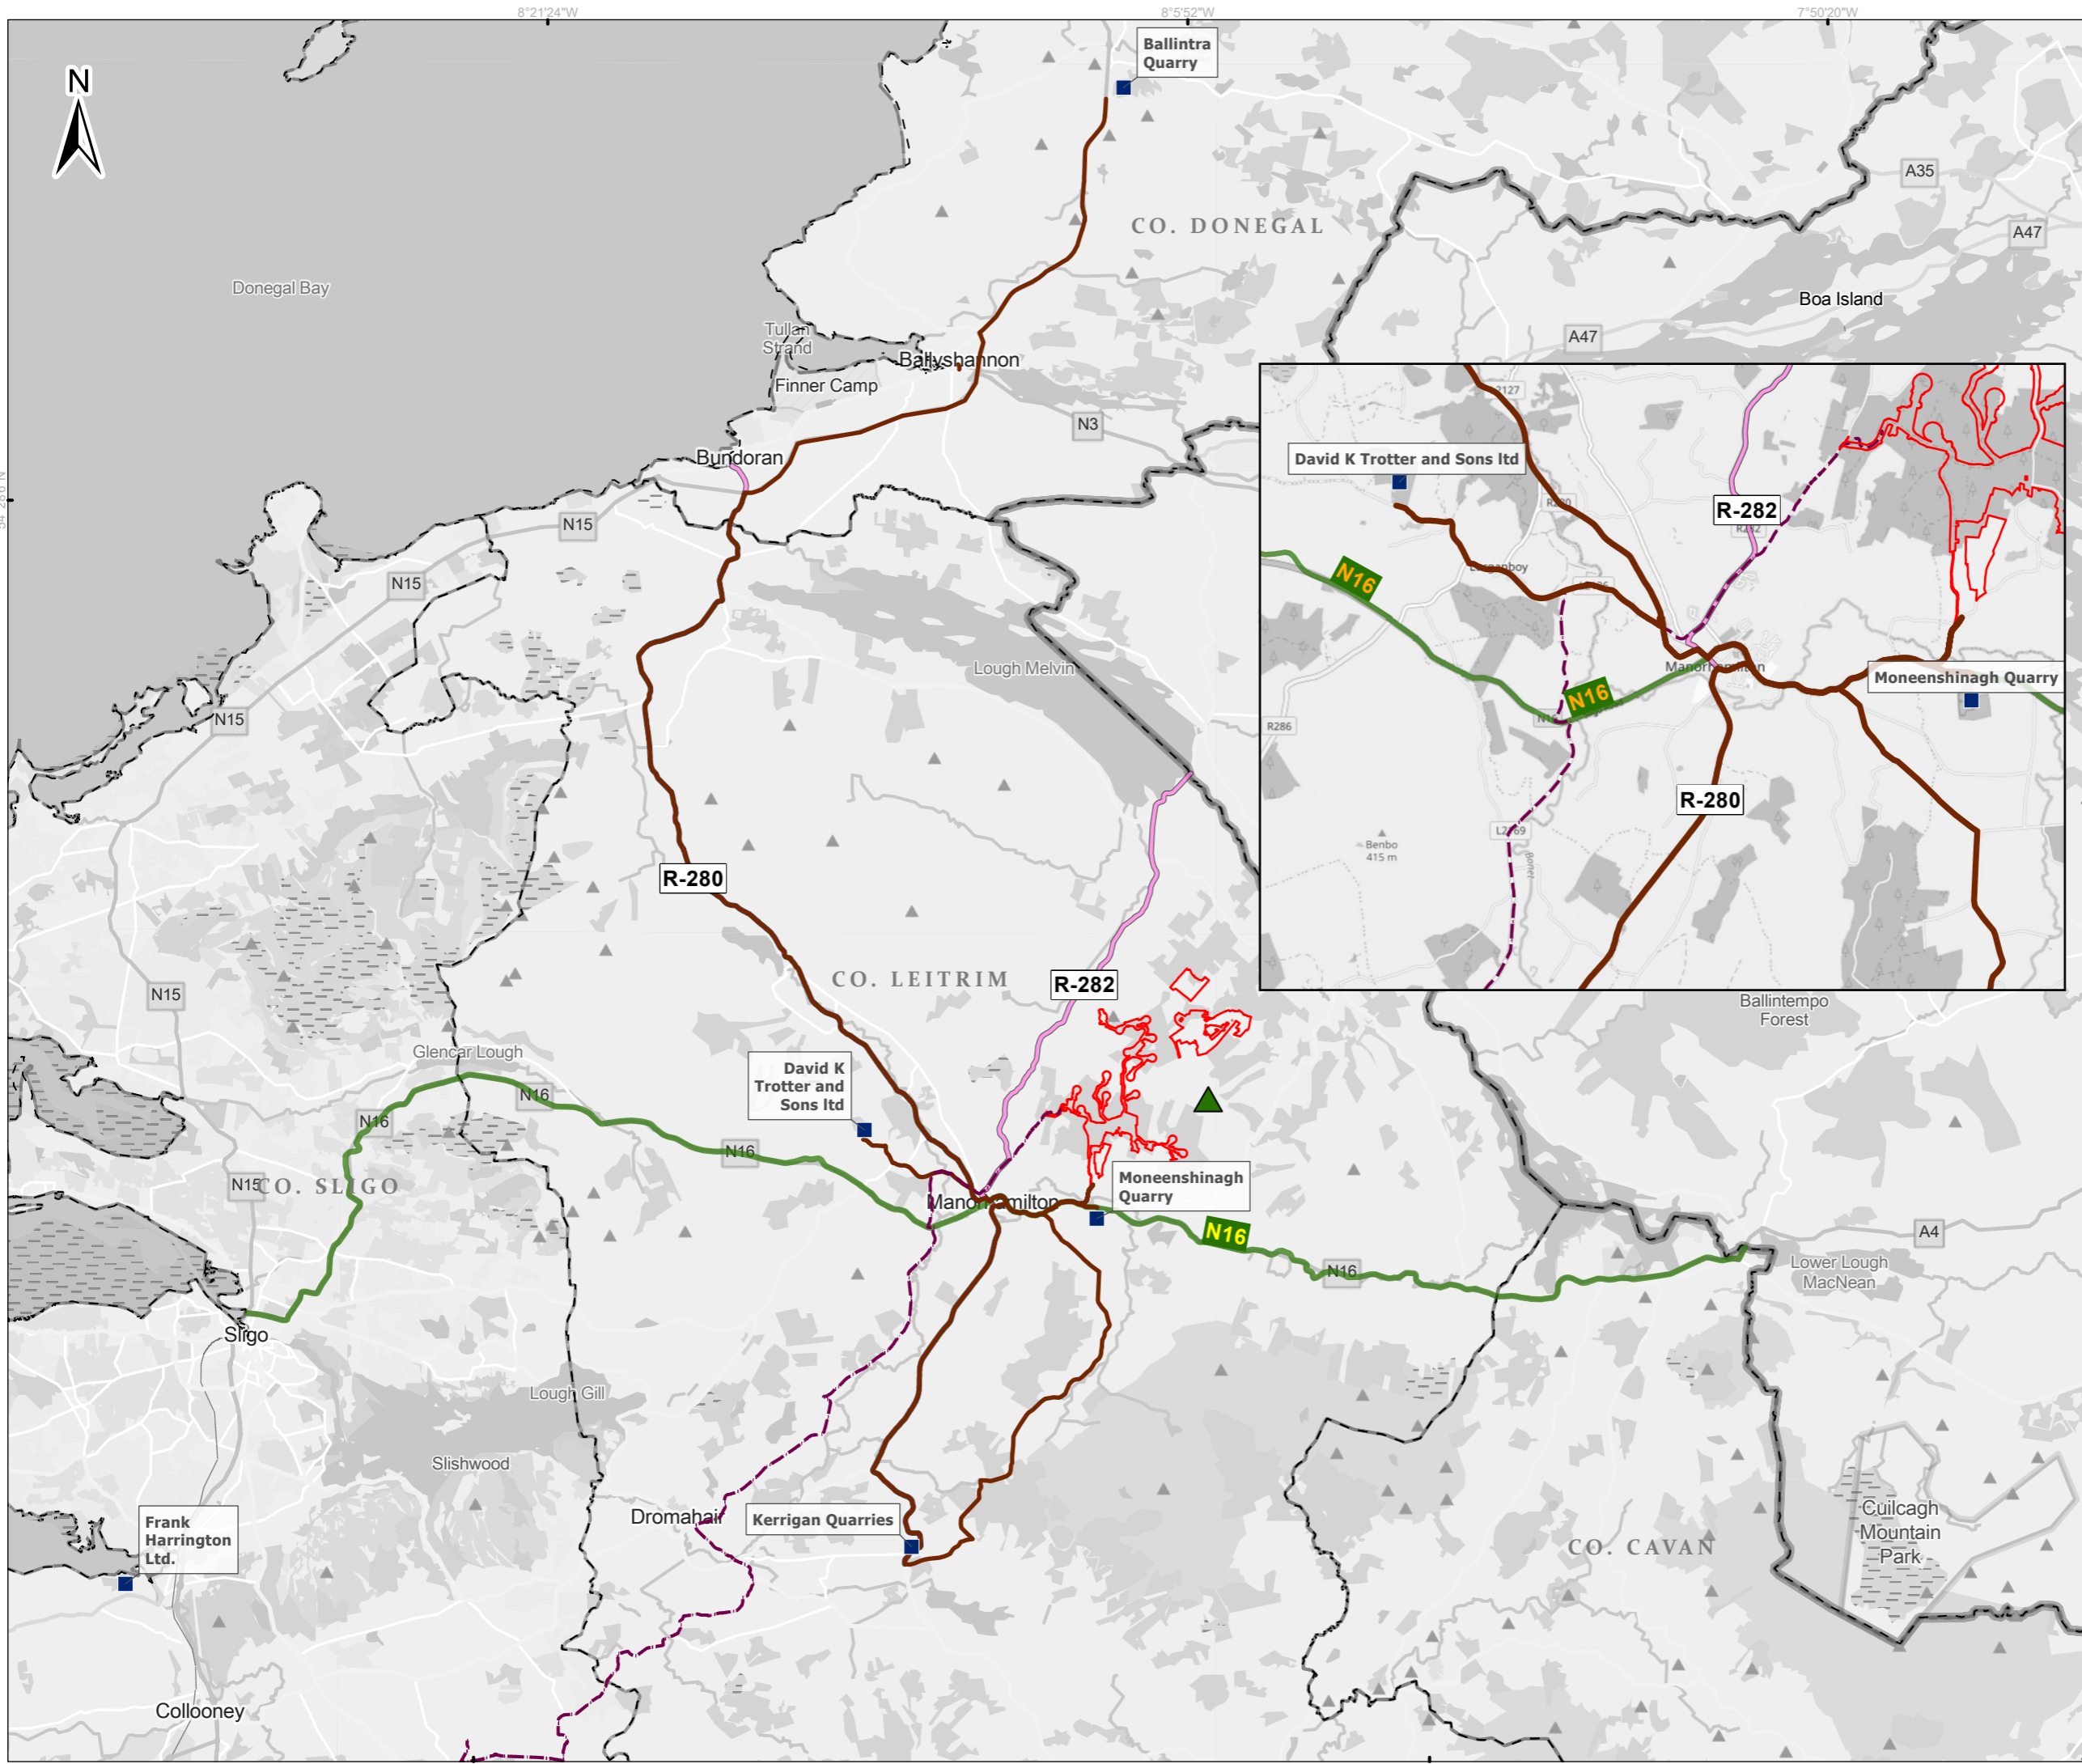 8°21'24"W
8°5'52"W
7°50'20"W
N
Ballintra
Quarry
A35
CO. DONEGAL
A47
Donegal Bay
Boa Island
Tullan
Strand
A47
Ballyshannon
Finner Camp
N3
Bundoran
N15
N15
Lough Melvin
N15
R-280
CO. LEITRIM
R-282
N15
Ballintempo
Forest
Glencar Lough
David K
Trotter and
Sons ltd
N16
N16
N16
N15
CO. SLIGO
Moneenshinagh
Quarry
Manorhamilton
N16
N16
A4
Lower Lough
MacNean
Sligo
Lough Gill
Slishwood
Dromahair
Kerrigan Quarries
Frank
Harrington
Ltd.
Cuilcagh
Mountain
Park
CO. CAVAN
Collooney
David K Trotter and Sons ltd
R-282
R282
N16
Manorhamilton
Moneenshinagh Quarry
N16
R286
R-280
Benbo
415 m
Bonet